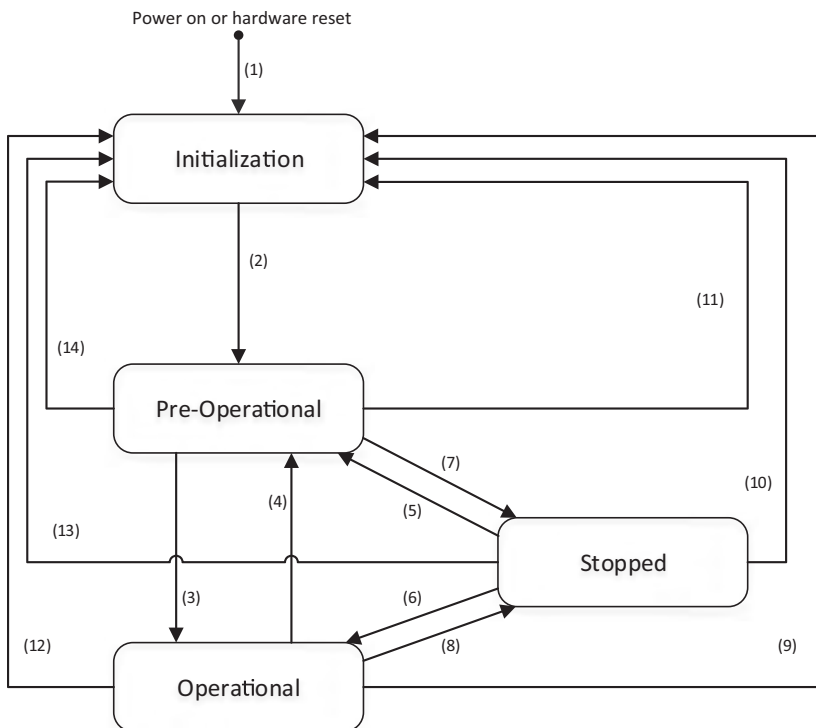 Power on or hardware reset
(1)
Initialization
(2)
(11)
(14)
Pre-Operational
(7)
(4)
(5)
(10)
(13)
Stopped
(3)
(6)
(12)
(8)
(9)
Operational